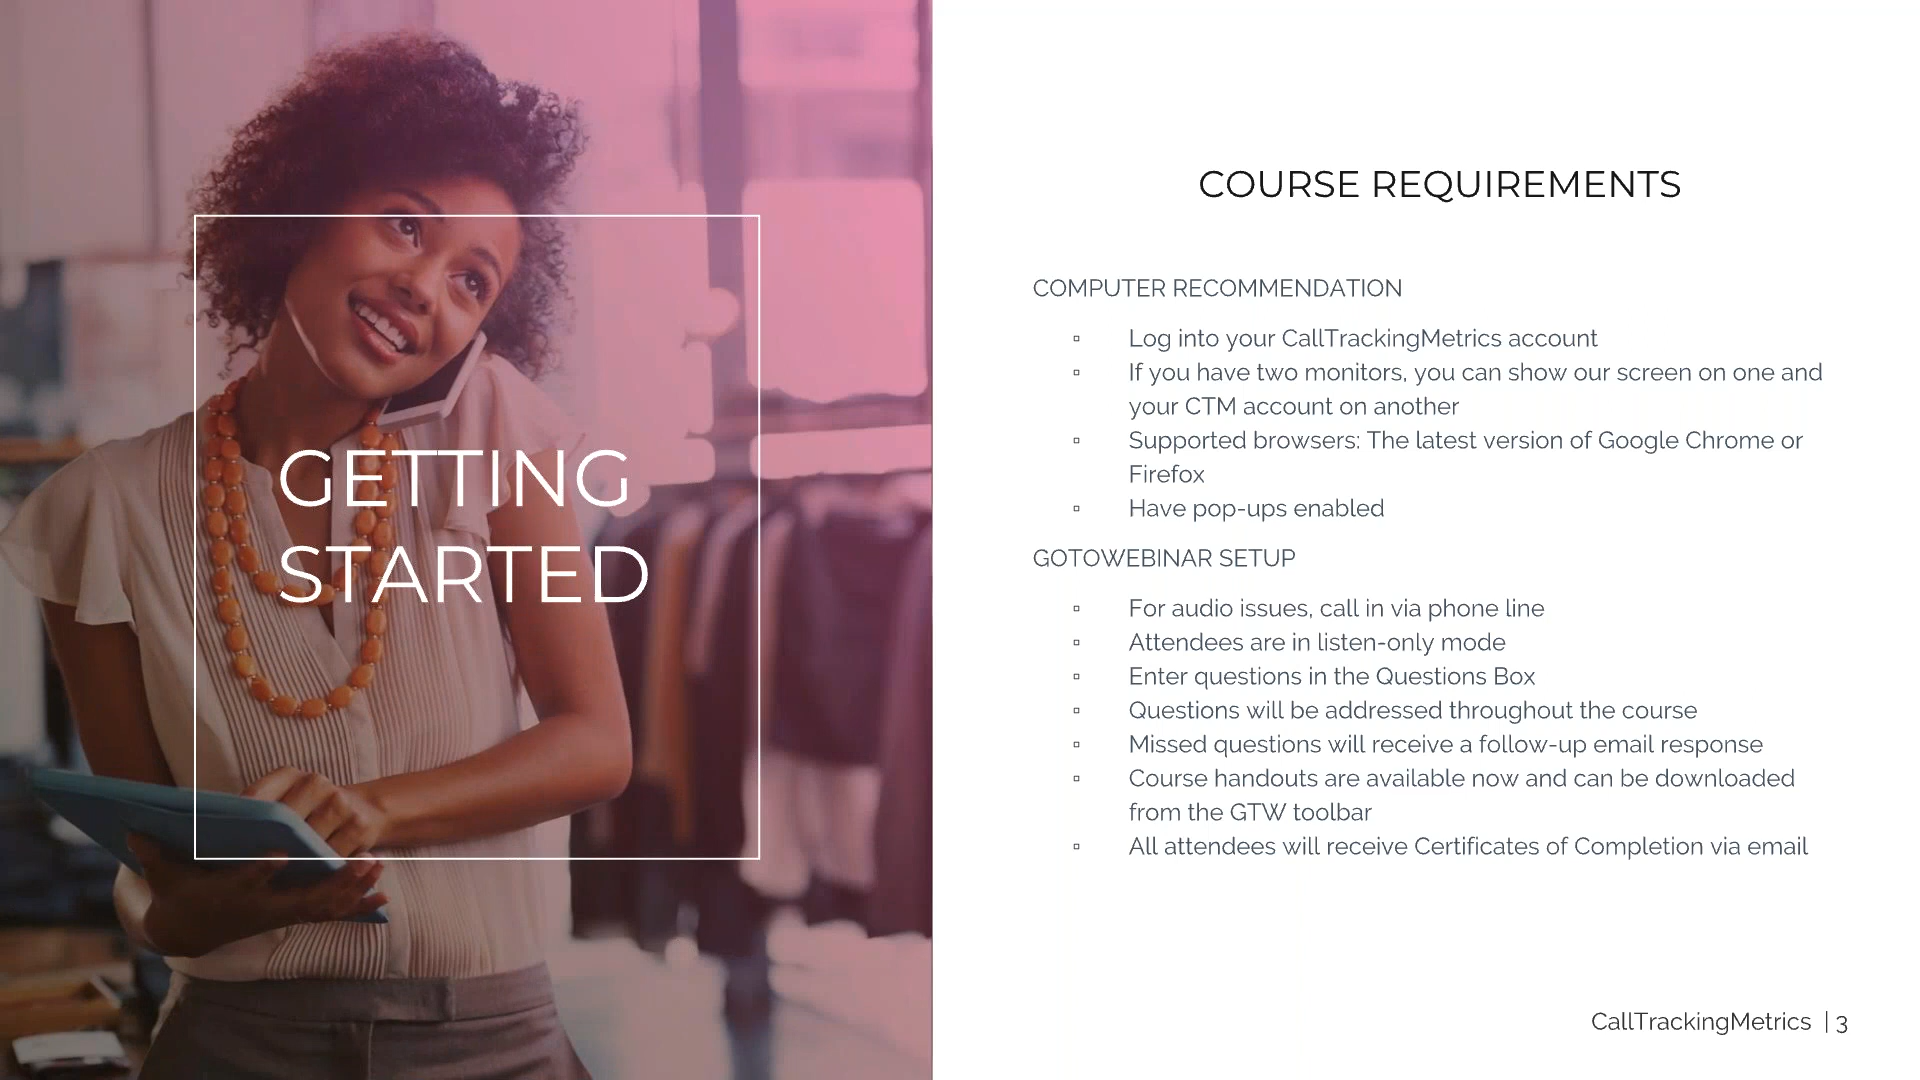 GETTING
STARTED
COURSE REQUIREMENTS
COMPUTER RECOMMENDATION
▫ Log into your CallTrackingMetrics account
▫ If you have two monitors, you can show our screen on one and
your CTM account on another
▫ Supported browsers: The latest version of Google Chrome or
Firefox
▫ Have pop-ups enabled
GOTOWEBINAR SETUP
▫ For audio issues, call in via phone line
▫ Attendees are in listen-only mode
▫ Enter questions in the Questions Box
▫ Questions will be addressed throughout the course
▫ Missed questions will receive a follow-up email response
▫ Course handouts are available now and can be downloaded
from the GTW toolbar
▫ All attendees will receive Certificates of Completion via email
CallTrackingMetrics | 3